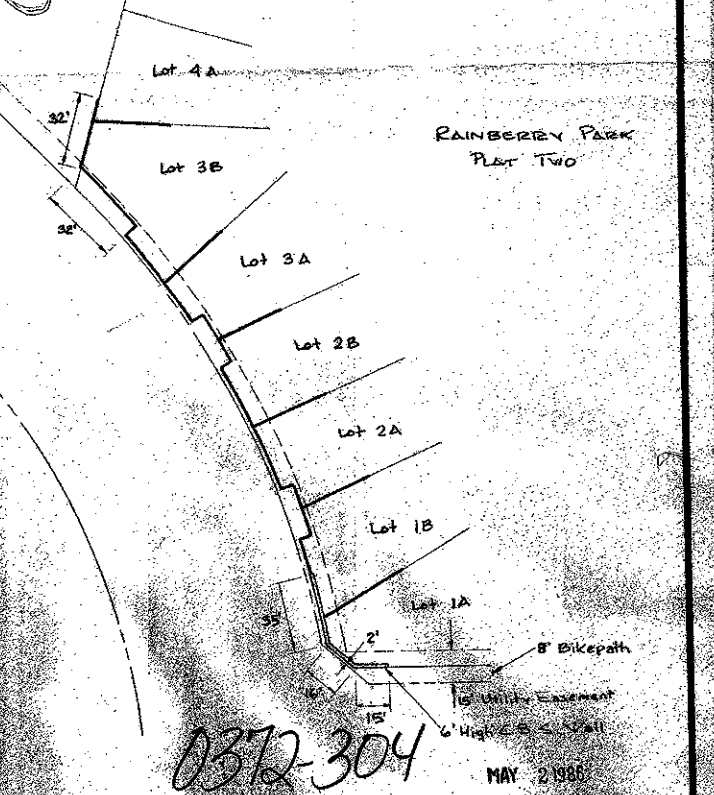 Lot 4A
32'
RAINBERRY PARK
PLAT TWO
Lot 3B
32'
Lot 3A
Lot 2B
Lot 2A
Lot 1B
Lot 1A
35'
2'
8' Bikepath
16'
15' Utility Easement
15'
6' High C.B.S. Wall
0372-304
MAY 2 1986